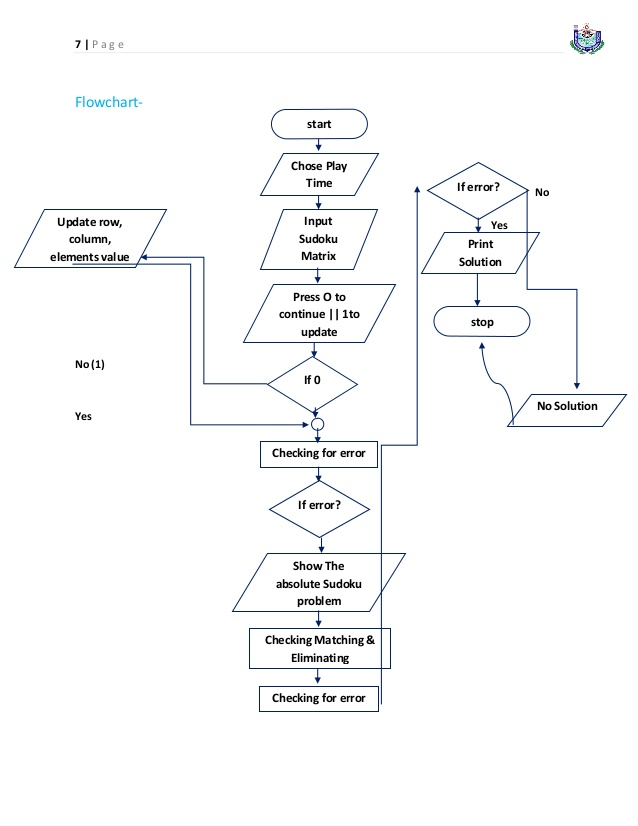 7 | Page
Flowchart-
start
Chose Play
Time
Input
Sudoku
Matrix
Press O to
continue || 1to
update
If 0
Update row,
column,
elements value
No (1)
Yes
Checking for error
If error?
Show The
absolute Sudoku
problem
Checking Matching &
Eliminating
Checking for error
If error?
No
Yes
Print
Solution
stop
No Solution